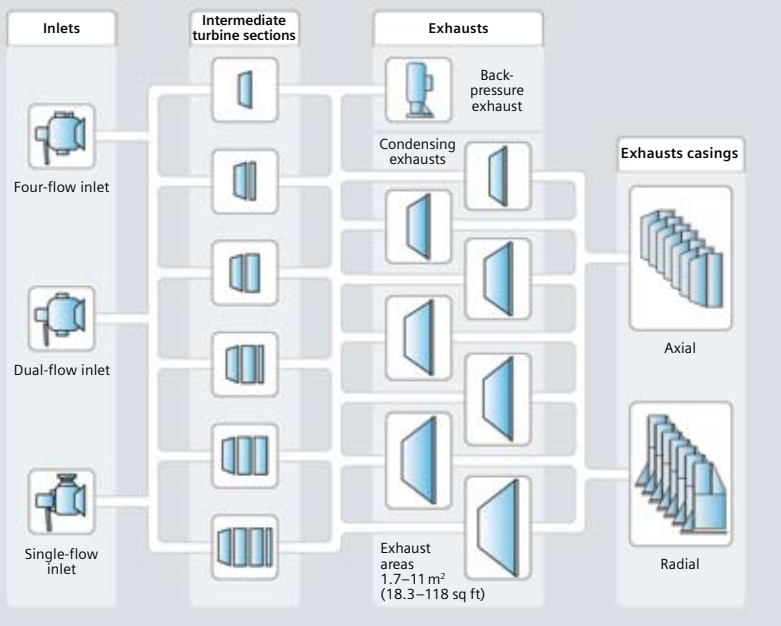 Inlets
Four-flow inlet
Dual-flow inlet
Single-flow
inlet
Intermediate
turbine sections
Exhausts
Back-
pressure
exhaust
Condensing
exhausts
Exhaust
areas
1.7–11 m²
(18.3–118 sq ft)
Exhausts casings
Axial
Radial